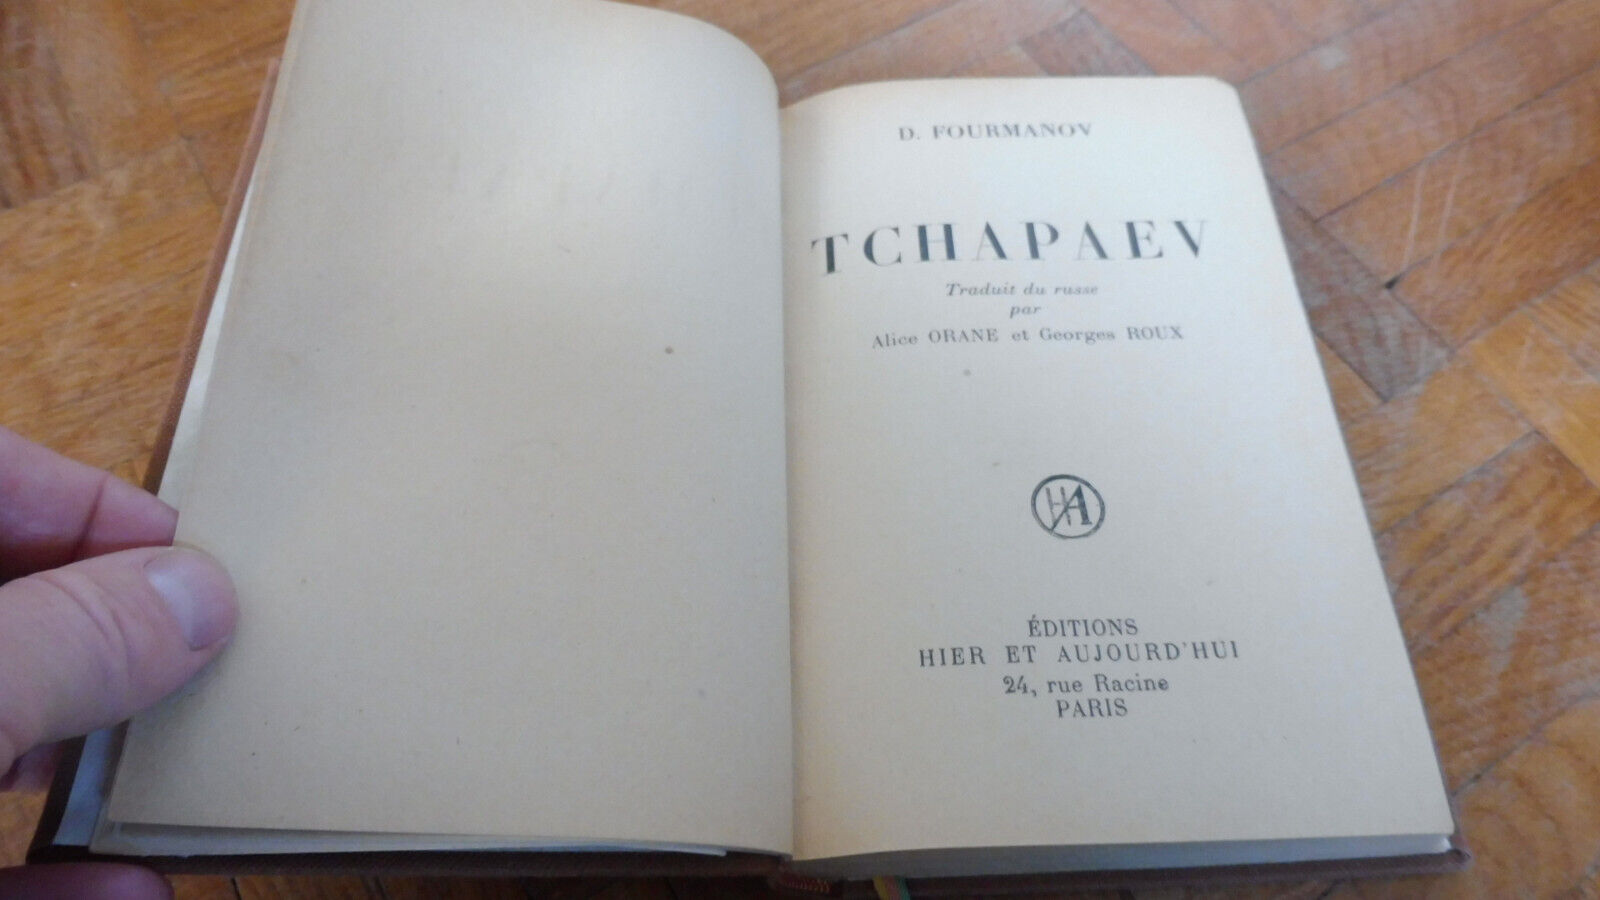 D. FOURMANOV
TCHAPAEV
Traduit du russe
par
Alice ORANE et Georges ROUX
HA
ÉDITIONS
HIER ET AUJOURD'HUI
24, rue Racine
PARIS